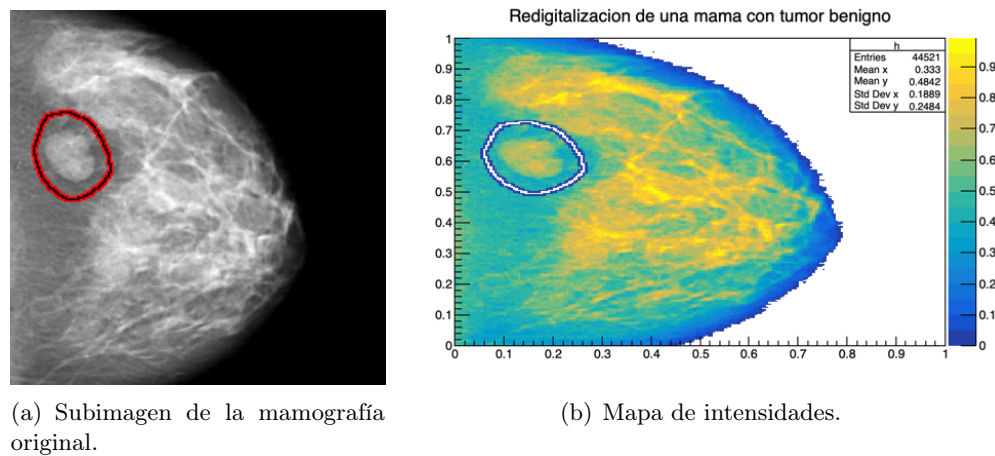 Redigitalizacion de una mama con tumor benigno
h
Entries 44521
Mean x 0.333
Mean y 0.4842
Std Dev x 0.1889
Std Dev y 0.2484
1
0.9
0.8
0.7
0.6
0.5
0.4
0.3
0.2
0.1
0
0 0.1 0.2 0.3 0.4 0.5 0.6 0.7 0.8 0.9 1
0.9
0.8
0.7
0.6
0.5
0.4
0.3
0.2
0.1
(a) Subimagen de la mamografía
original.
(b) Mapa de intensidades.